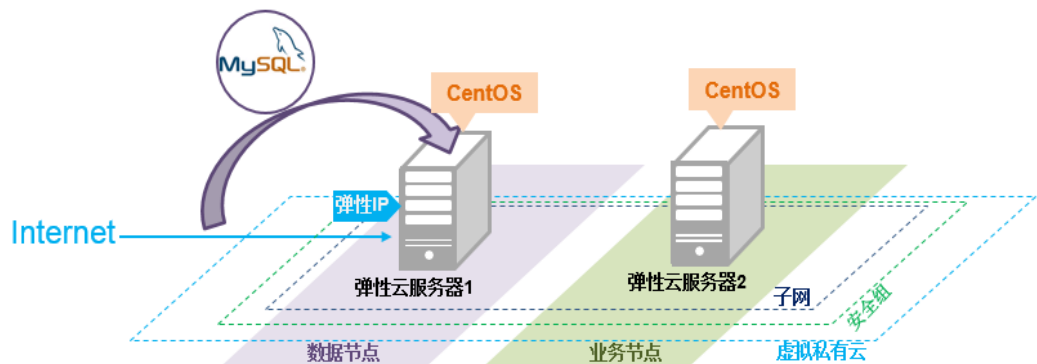 MySQL
CentOS
CentOS
弹性IP
Internet
弹性云服务器1
弹性云服务器2
子网
安全组
数据节点
业务节点
虚拟私有云